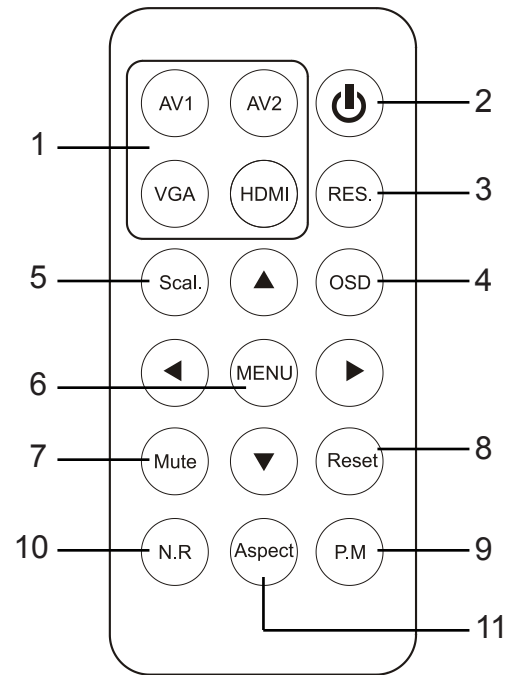 AV1 AV2 2
1
VGA HDMI RES. 3
5 Scal. OSD 4
MENU
6
7 Mute Reset 8
10 N.R Aspect P.M 9
11